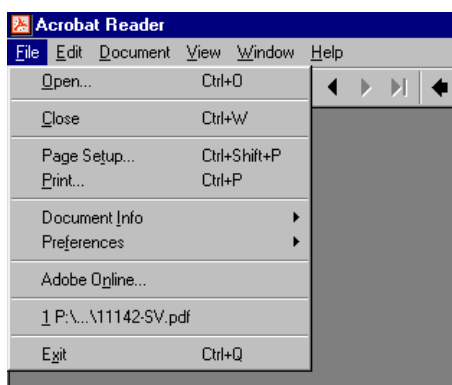 Acrobat Reader
File Edit Document View Window Help
Open... Ctrl+O
Close Ctrl+W
Page Setup... Ctrl+Shift+P
Print... Ctrl+P
Document Info
Preferences
Adobe Online...
1 P:\...\11142-SV.pdf
Exit Ctrl+Q